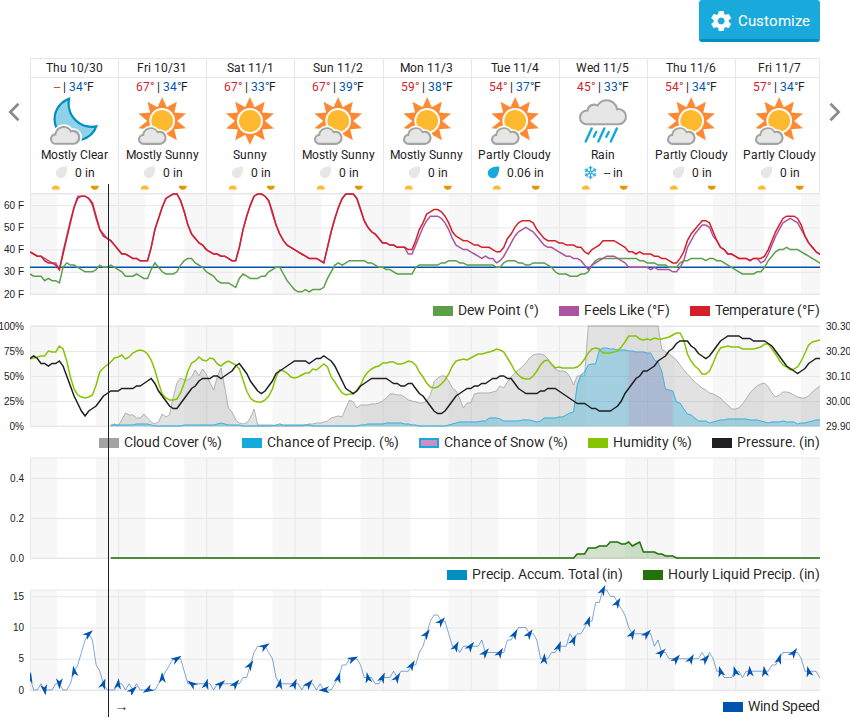 Customize
Thu 10/30 Fri 10/31 Sat 11/1 Sun 11/2 Mon 11/3 Tue 11/4 Wed 11/5 Thu 11/6 Fri 11/7
-- | 34°F 67° | 34°F 67° | 33°F 67° | 39°F 59° | 38°F 54° | 37°F 45° | 33°F 54° | 34°F 57° | 34°F
Mostly Clear Mostly Sunny Sunny Mostly Sunny Mostly Sunny Partly Cloudy Rain Partly Cloudy Partly Cloudy
0 in 0 in 0 in 0 in 0 in 0.06 in -- in 0 in 0 in
60 F
50 F
40 F
30 F
20 F
Dew Point (°) Feels Like (°F) Temperature (°F)
100% 30.30
75% 30.20
50% 30.10
25% 30.00
0% 29.90
Cloud Cover (%) Chance of Precip. (%) Chance of Snow (%) Humidity (%) Pressure. (in)
0.4
0.2
0.0
Precip. Accum. Total (in) Hourly Liquid Precip. (in)
15
10
5
0
→ Wind Speed